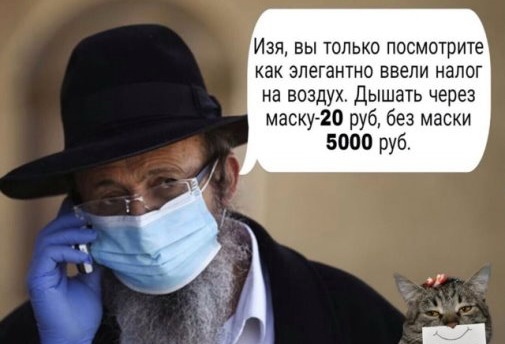 Изя, вы только посмотрите
как элегантно ввели налог
на воздух. Дышать через
маску-20 руб, без маски
5000 руб.